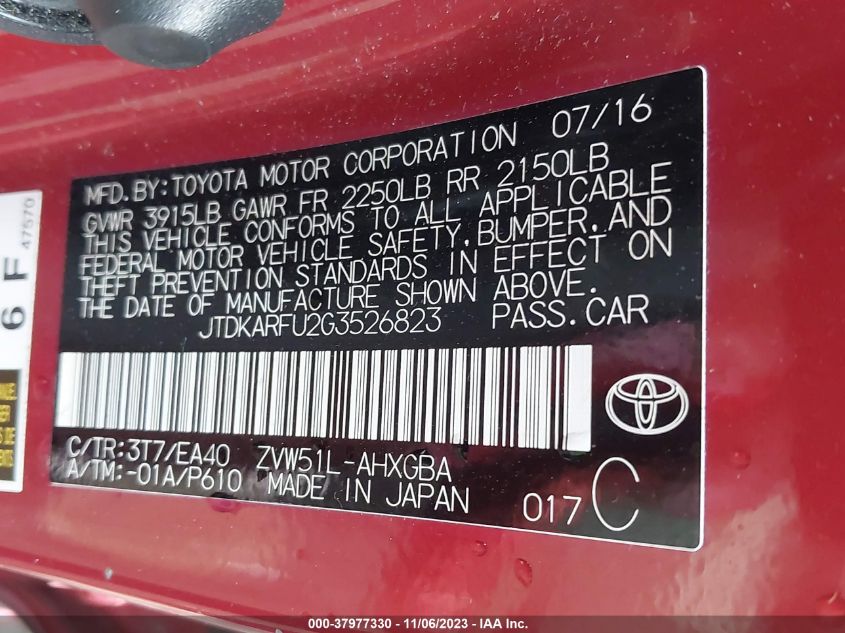 MFD.BY:TOYOTA MOTOR CORPORATION 07/16
GVWR 3915LB GAWR FR 2250LB RR 2150LB
THIS VEHICLE CONFORMS TO ALL APPLICABLE
FEDERAL MOTOR VEHICLE SAFETY,BUMPER,AND
THEFT PREVENTION STANDARDS IN EFFECT ON
THE DATE OF MANUFACTURE SHOWN ABOVE.
JTDKARFU2G3526823 PASS.CAR
C/TR:3T7/EA40 ZVW51L-AHXGBA
A/TM:-01A/P610 MADE IN JAPAN
017 C
6 F
47570
000-37977330 - 11/06/2023 - IAA Inc.